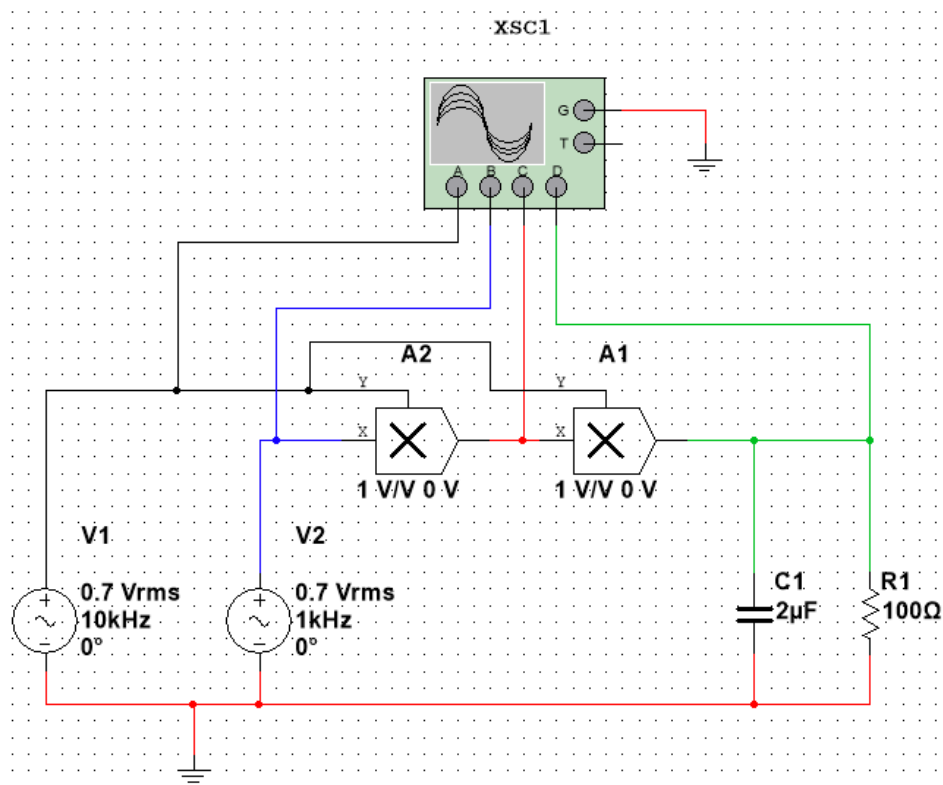 XSC1
G
T
A B C D
A2
A1
Y
Y
X
X
1 V/V 0 V
1 V/V 0 V
V1
V2
0.7 Vrms
10kHz
0°
0.7 Vrms
1kHz
0°
C1
2µF
R1
100Ω